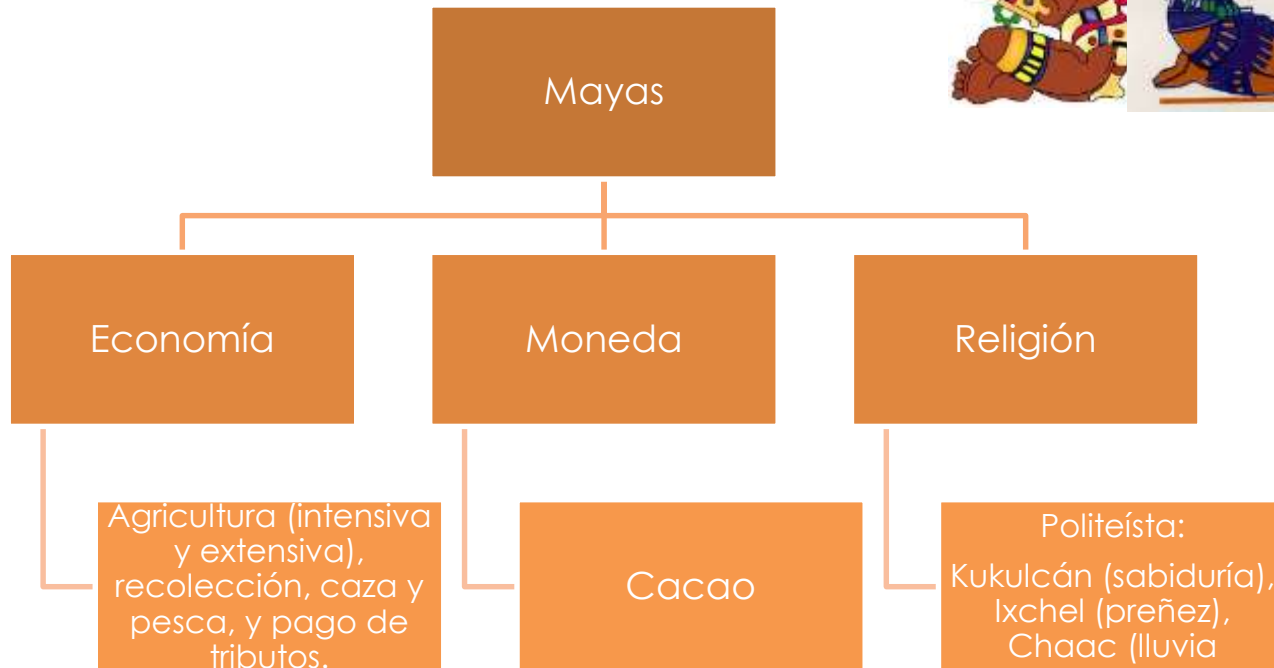 Mayas
Economía
Moneda
Religión
Agricultura (intensiva
y extensiva),
recolección, caza y
pesca, y pago de
tributos.
Cacao
Politeísta:
Kukulcán (sabiduría),
Ixchel (preñez),
Chaac (lluvia